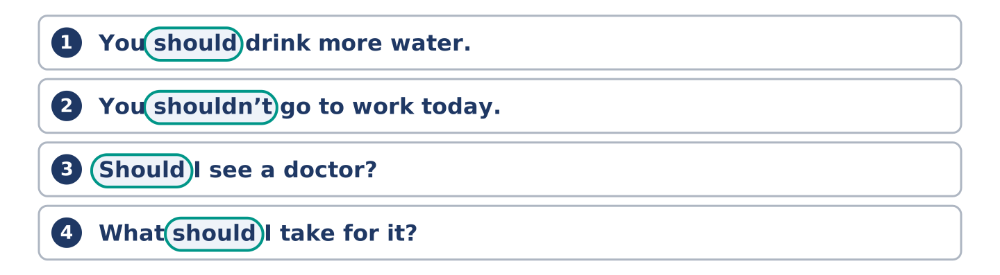 1 You should drink more water.
2 You shouldn’t go to work today.
3 Should I see a doctor?
4 What should I take for it?